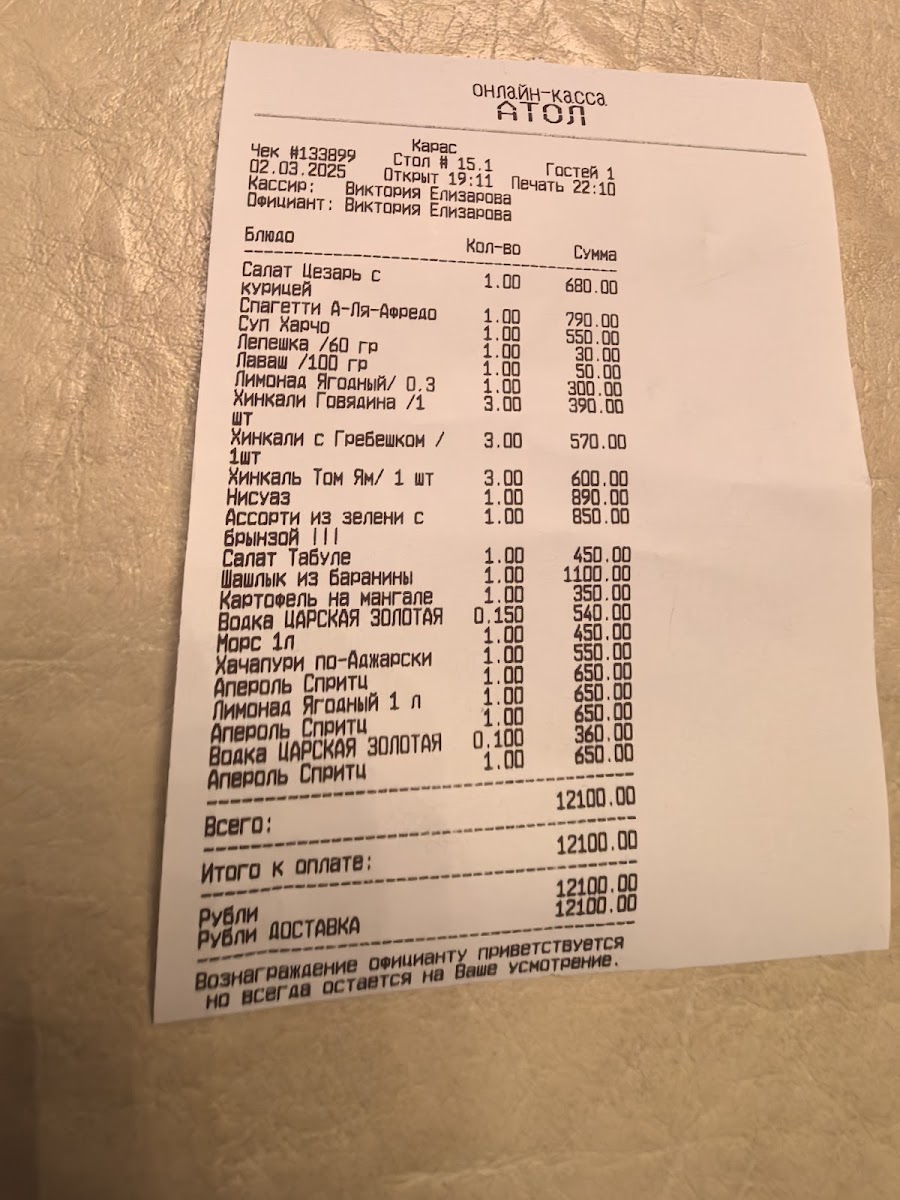 ОНЛАЙН-КАССА
АТОЛ
Карас
Чек #133899 Стол # 15.1 Гостей 1
02.03.2025 Открыт 19:11 Печать 22:10
Кассир: Виктория Елизарова
Официант: Виктория Елизарова
Блюдо Кол-во Сумма
Салат Цезарь с 1.00 680.00
курицей
Спагетти А-Ля-Афредо 1.00 790.00
Суп Харчо 1.00 550.00
Лепешка /60 гр 1.00 30.00
Лаваш /100 гр 1.00 50.00
Лимонад Ягодный/ 0.3 1.00 300.00
Хинкали Говядина /1 3.00 390.00
шт
Хинкали с Гребешком / 3.00 570.00
1шт
Хинкаль Том Ям/ 1 шт 3.00 600.00
Нисуаз 1.00 890.00
Ассорти из зелени с 1.00 850.00
брынзой |||
Салат Табуле 1.00 450.00
Шашлык из баранины 1.00 1100.00
Картофель на мангале 1.00 350.00
Водка ЦАРСКАЯ ЗОЛОТАЯ 0.150 540.00
Морс 1л 1.00 450.00
Хачапури по-Аджарски 1.00 550.00
Апероль Спритц 1.00 650.00
Лимонад Ягодный 1 л 1.00 650.00
Апероль Спритц 1.00 650.00
Водка ЦАРСКАЯ ЗОЛОТАЯ 0.100 360.00
Апероль Спритц 1.00 650.00
Всего: 12100.00
Итого к оплате: 12100.00
Рубли 12100.00
Рубли ДОСТАВКА 12100.00
Вознаграждение официанту приветствуется
но всегда остается на Ваше усмотрение.